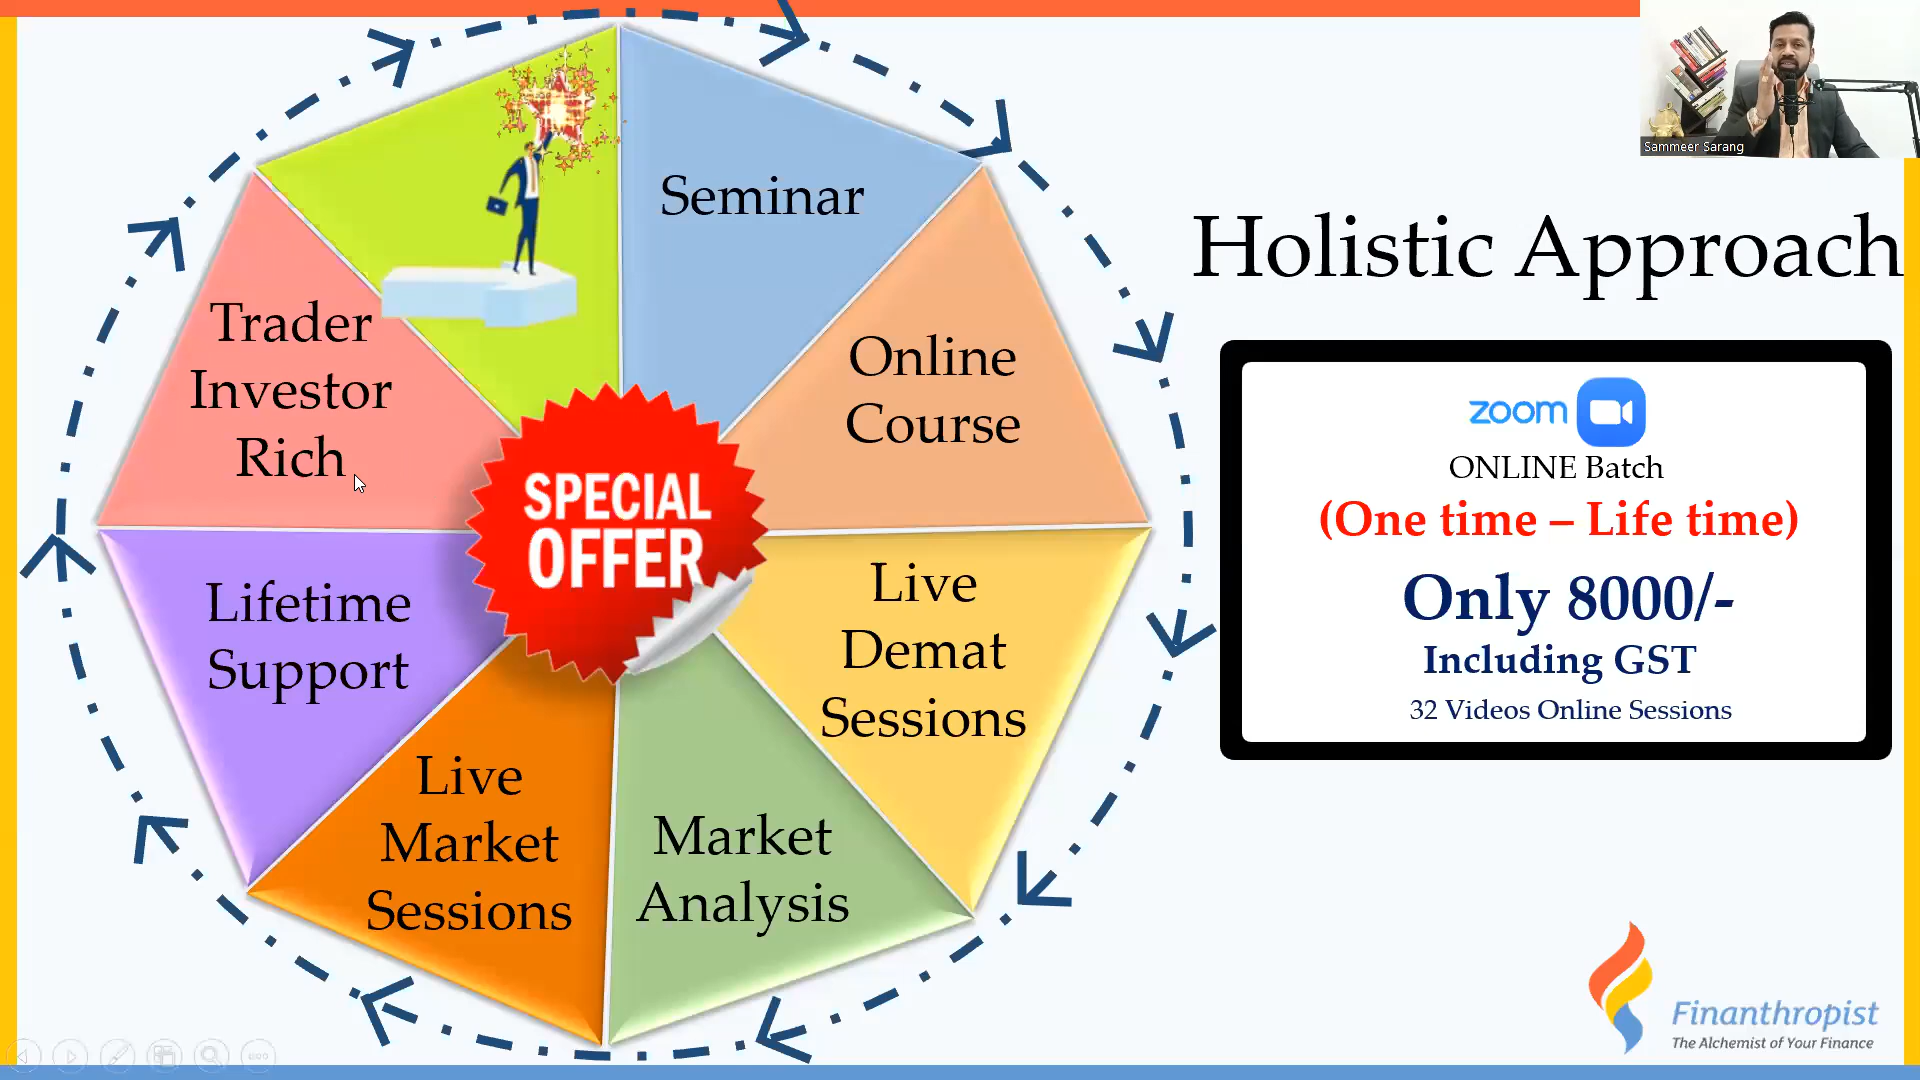 Sammeer Sarang
Seminar
Online
Course
Live
Demat
Sessions
Market
Analysis
Live
Market
Sessions
Lifetime
Support
Trader
Investor
Rich
SPECIAL
OFFER
Holistic Approach
zoom
ONLINE Batch
(One time – Life time)
Only 8000/-
Including GST
32 Videos Online Sessions
Finanthropist
The Alchemist of Your Finance